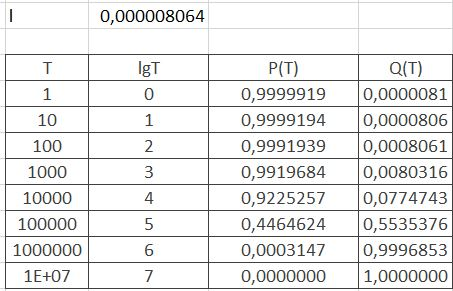 l 0,000008064
T lgT P(T) Q(T)
1 0 0,9999919 0,0000081
10 1 0,9999194 0,0000806
100 2 0,9991939 0,0008061
1000 3 0,9919684 0,0080316
10000 4 0,9225257 0,0774743
100000 5 0,4464624 0,5535376
1000000 6 0,0003147 0,9996853
1E+07 7 0,0000000 1,0000000